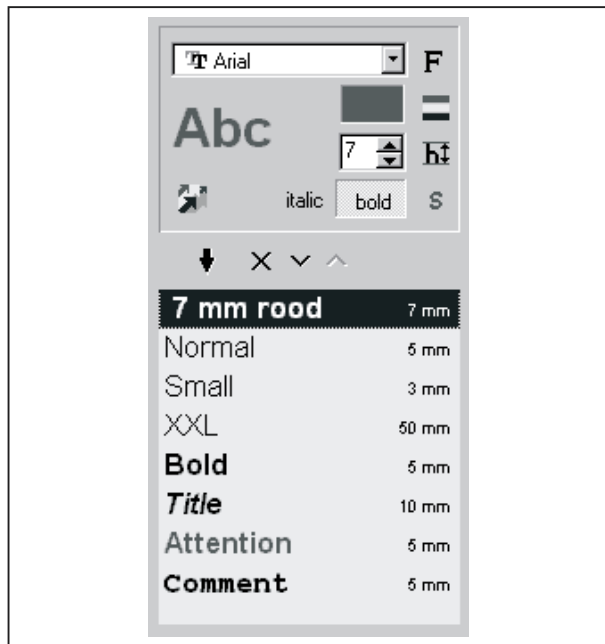 Arial F
Abc
7 h
italic bold S
7 mm rood 7 mm
Normal 5 mm
Small 3 mm
XXL 50 mm
Bold 5 mm
Title 10 mm
Attention 5 mm
Comment 5 mm